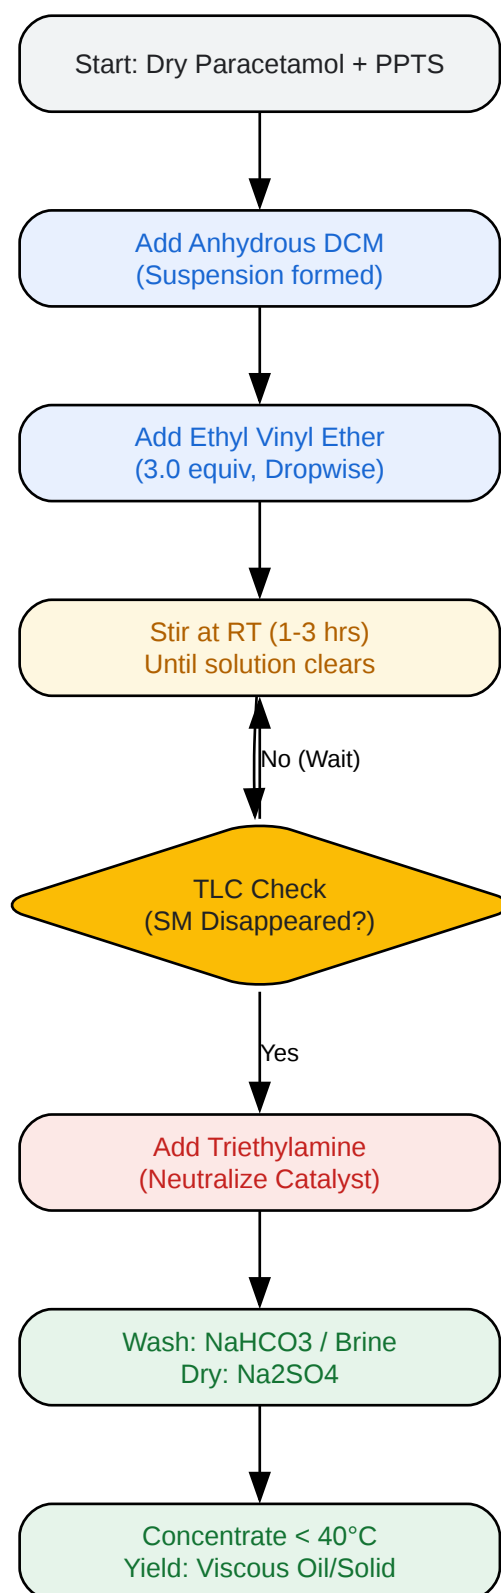 Start: Dry Paracetamol + PPTS
Add Anhydrous DCM
(Suspension formed)
Add Ethyl Vinyl Ether
(3.0 equiv, Dropwise)
Stir at RT (1-3 hrs)
Until solution clears
No (Wait)
TLC Check
(SM Disappeared?)
Yes
Add Triethylamine
(Neutralize Catalyst)
Wash: NaHCO3 / Brine
Dry: Na2SO4
Concentrate < 40°C
Yield: Viscous Oil/Solid